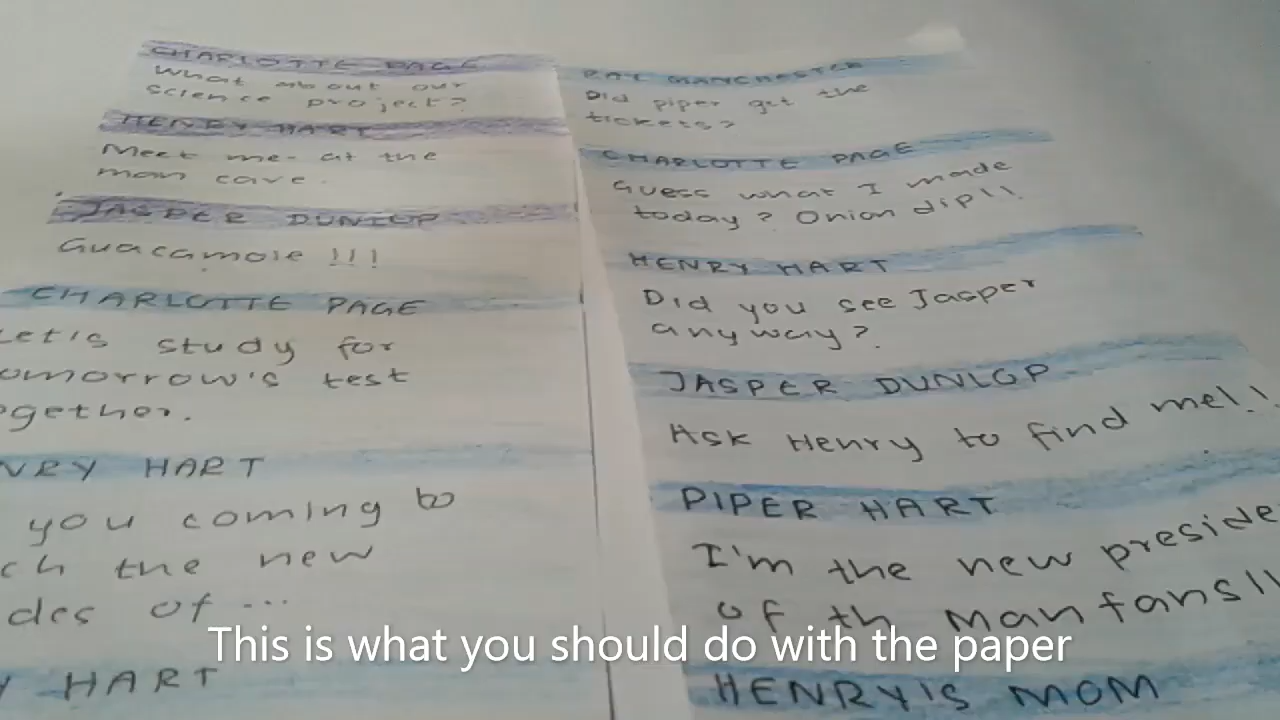 CHARLOTTE PAGE
What about our
science project?
HENRY HART
Meet me at the
man cave.
JASPER DUNLOP
Guacamole !!!
CHARLOTTE PAGE
Let's study for
tomorrow's test
together.
HART
you coming to
the new
of ...
HART
RAY MANCHESTER
Did piper get the
tickets?
CHARLOTTE PAGE
Guess what I made
today? Onion dip!!
HENRY HART
Did you see Jasper
anyway?
JASPER DUNLOP
Ask Henry to find me!!
PIPER HART
I'm the new
of th Man fans!!
HENRY'S MOM
This is what you should do with the paper